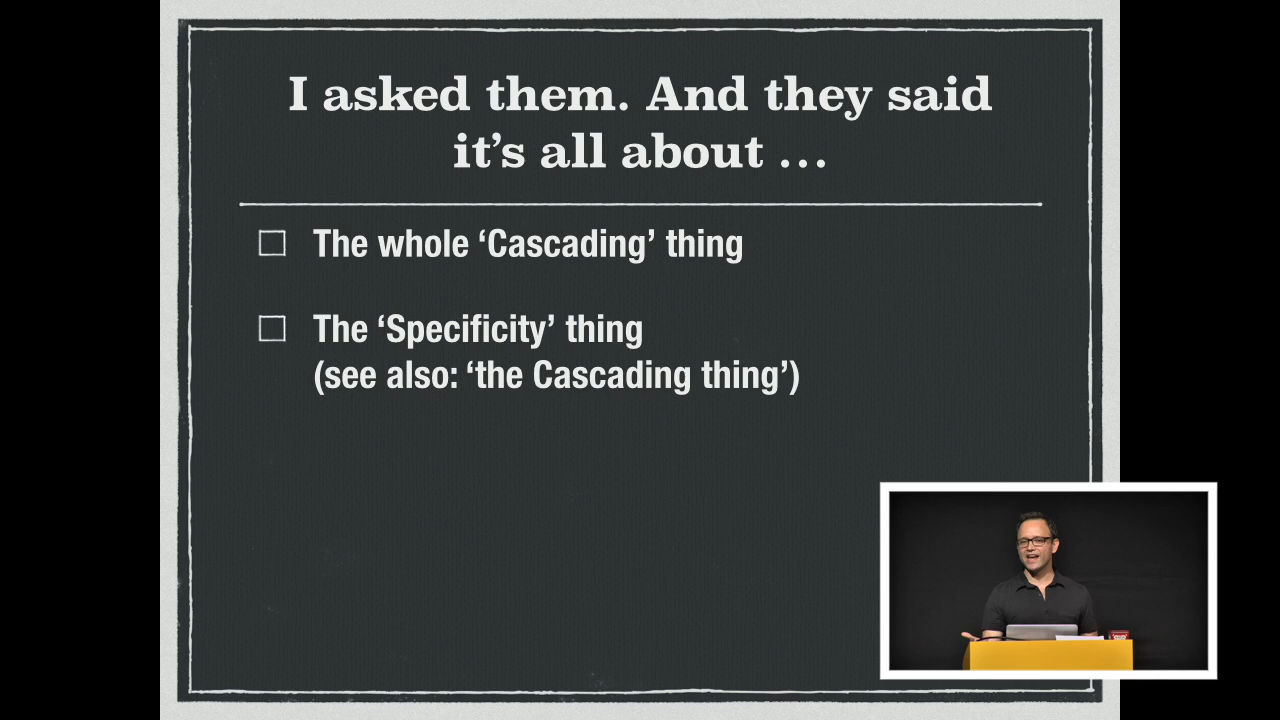 I asked them. And they said
it’s all about …
The whole ‘Cascading’ thing
The ‘Specificity’ thing
(see also: ‘the Cascading thing’)